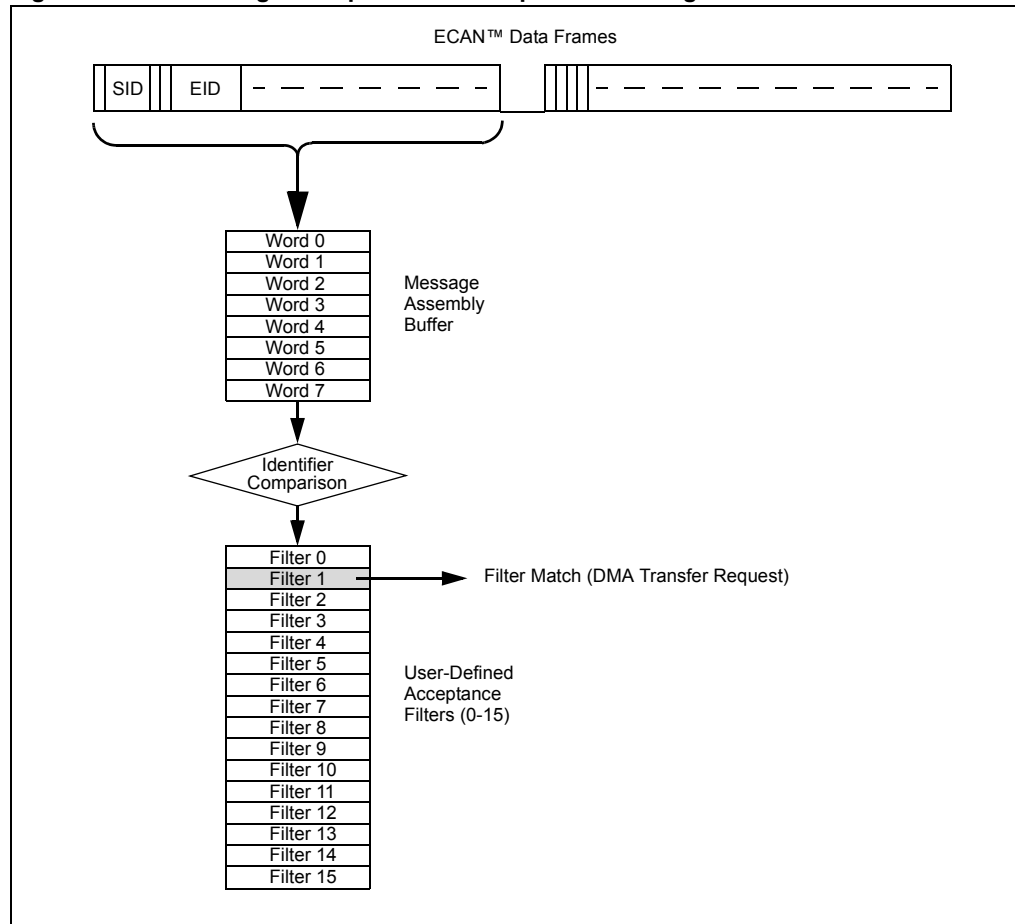 ECAN™ Data Frames
SID
EID
Word 0
Word 1
Word 2
Word 3
Word 4
Word 5
Word 6
Word 7
Message
Assembly
Buffer
Identifier
Comparison
Filter 0
Filter 1
Filter Match (DMA Transfer Request)
Filter 2
Filter 3
Filter 4
Filter 5
Filter 6
Filter 7
Filter 8
Filter 9
Filter 10
Filter 11
Filter 12
Filter 13
Filter 14
Filter 15
User-Defined
Acceptance
Filters (0-15)